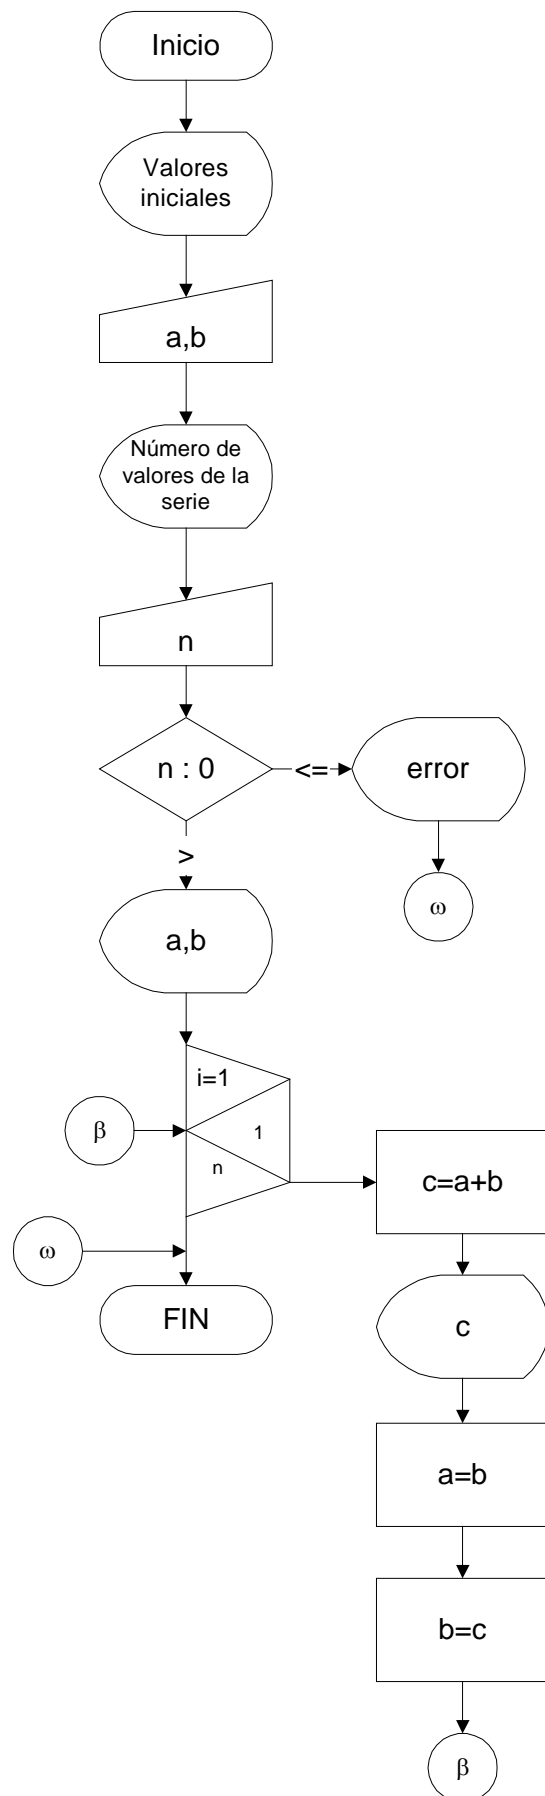 Inicio
Valores
iniciales
a,b
Número de
valores de la
serie
n
n : 0
<=
error
>
ω
a,b
i=1
β
1
n
c=a+b
ω
FIN
c
a=b
b=c
β